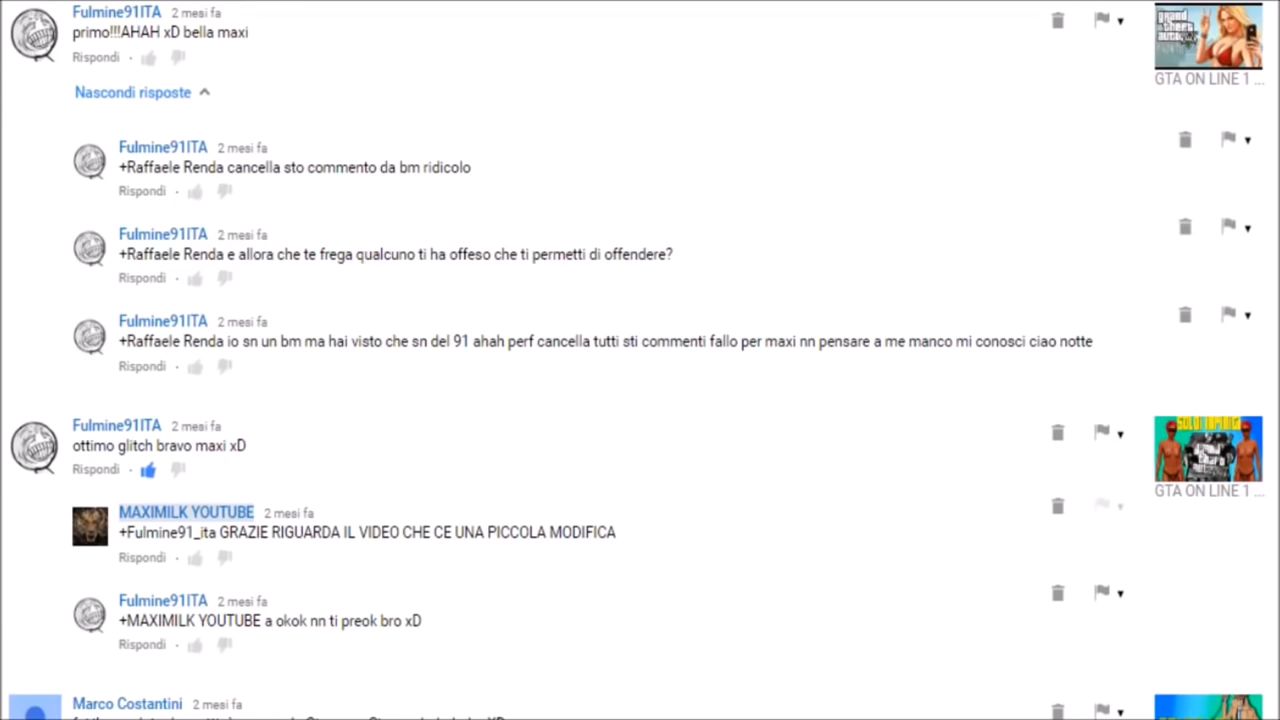 Fulmine91ITA 2 mesi fa
primo!!!AHAH xD bella maxi
Rispondi ·
Nascondi risposte
grand theft auto
GTA ON LINE 1 ...
Fulmine91ITA 2 mesi fa
+Raffaele Renda cancella sto commento da bm ridicolo
Rispondi ·
Fulmine91ITA 2 mesi fa
+Raffaele Renda e allora che te frega qualcuno ti ha offeso che ti permetti di offendere?
Rispondi ·
Fulmine91ITA 2 mesi fa
+Raffaele Renda io sn un bm ma hai visto che sn del 91 ahah perf cancella tutti sti commenti fallo per maxi nn pensare a me manco mi conosci ciao notte
Rispondi ·
Fulmine91ITA 2 mesi fa
ottimo glitch bravo maxi xD
Rispondi ·
GTA ON LINE 1 ...
MAXIMILK YOUTUBE 2 mesi fa
+Fulmine91_ita GRAZIE RIGUARDA IL VIDEO CHE CE UNA PICCOLA MODIFICA
Rispondi ·
Fulmine91ITA 2 mesi fa
+MAXIMILK YOUTUBE a okok nn ti preok bro xD
Rispondi ·
Marco Costantini 2 mesi fa